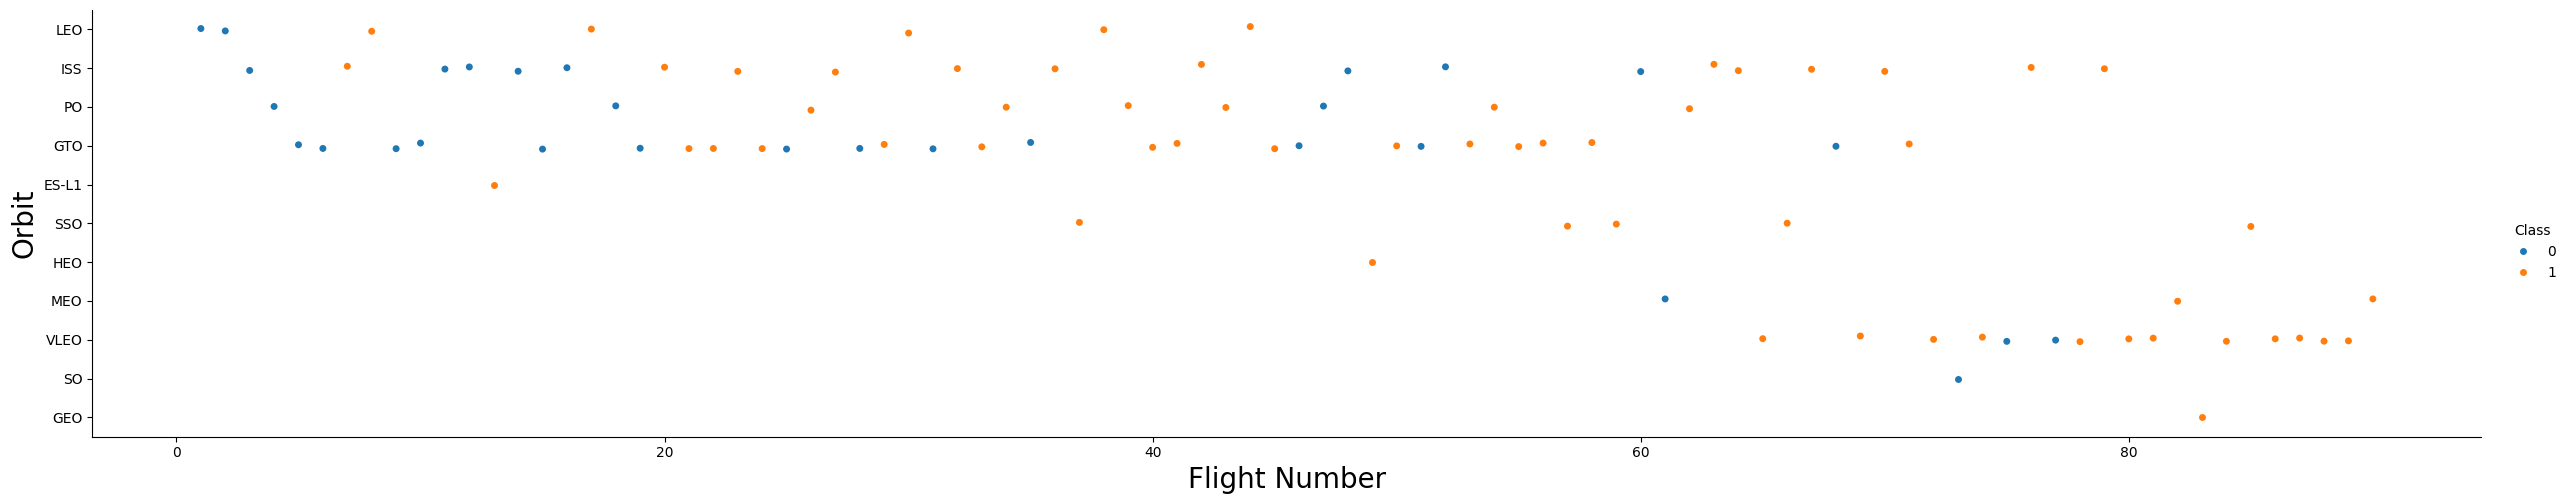 LEO
ISS
PO
GTO
ES-L1
SSO
HEO
MEO
VLEO
SO
GEO
Orbit
0
20
40
60
80
Flight Number
Class
0
1